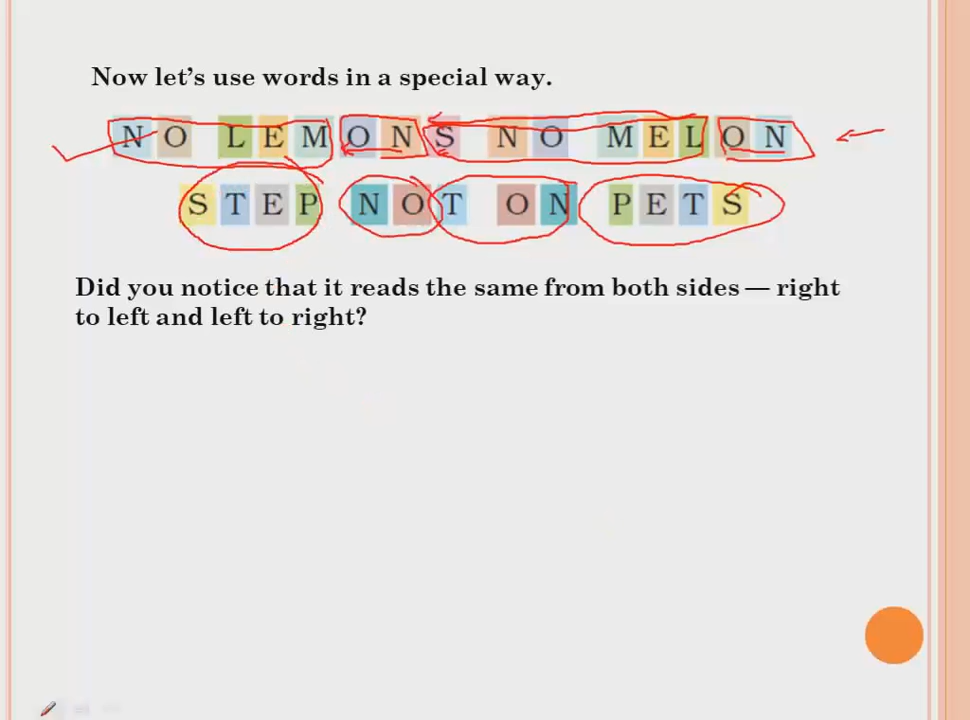 Now let's use words in a special way.
NO LEMONS NO MELON
STEP NOT ON PETS
Did you notice that it reads the same from both sides — right
to left and left to right?